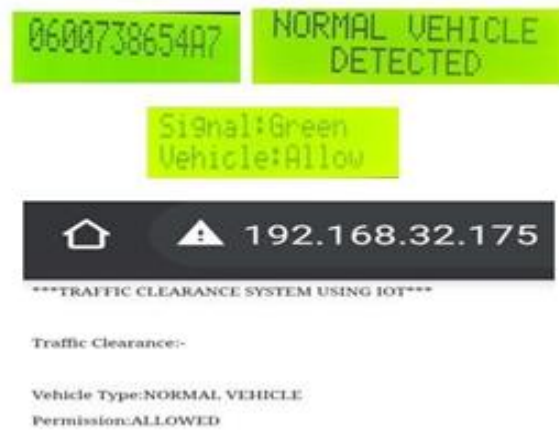 0600738654A7
NORMAL VEHICLE
DETECTED
Signal:Green
Vehicle:Allow
192.168.32.175
***TRAFFIC CLEARANCE SYSTEM USING IOT***
Traffic Clearance:-
Vehicle Type:NORMAL VEHICLE
Permission:ALLOWED